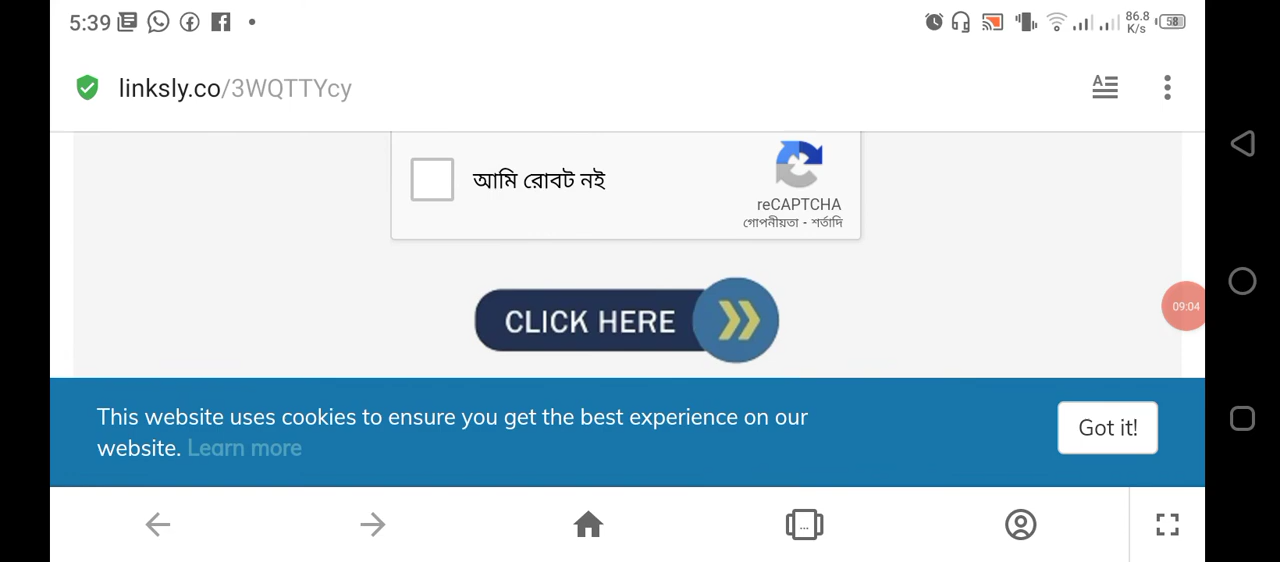 5:39
86.8
K/s
58
linksly.co/3WQTTYcy
আমি রোবট নই
reCAPTCHA
গোপনীয়তা - শর্তাদি
CLICK HERE
09:04
This website uses cookies to ensure you get the best experience on our
website. Learn more
Got it!